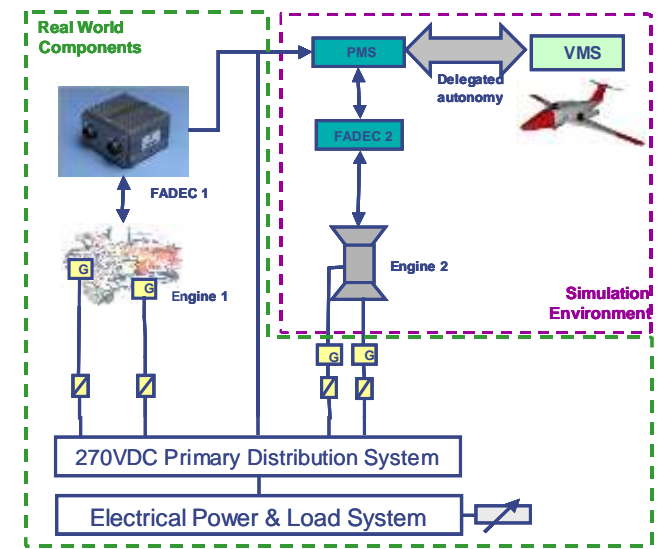 Real World
Components
PMS
VMS
Delegated
autonomy
FADEC 2
FADEC 1
G
G
Engine 1
Engine 2
Simulation
Environment
G
G
270VDC Primary Distribution System
Electrical Power & Load System